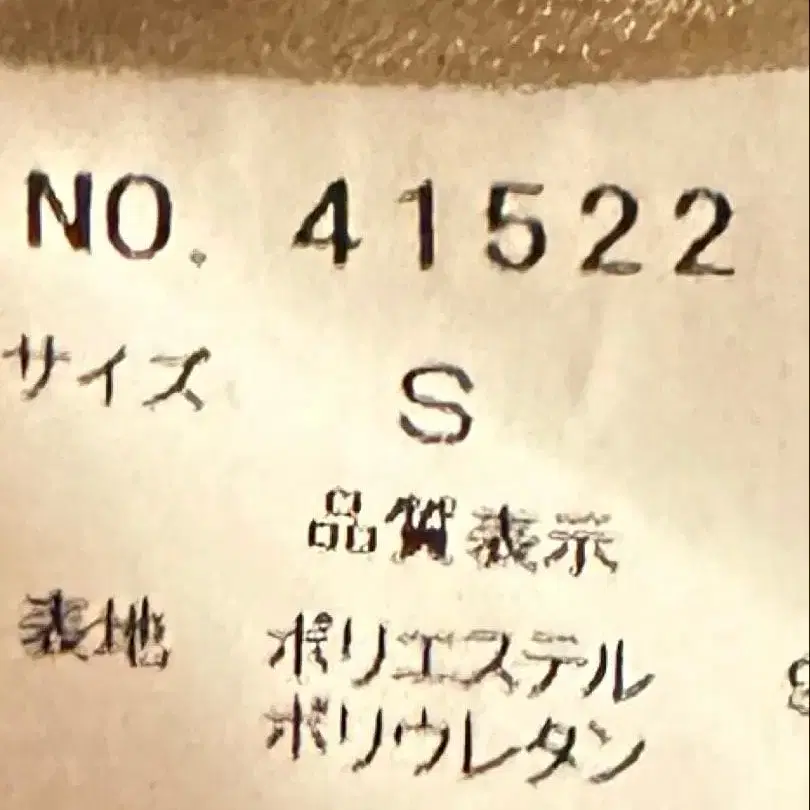 NO. 41522
サイズ S
品質表示
表地 ポリエステル
ポリウレタン